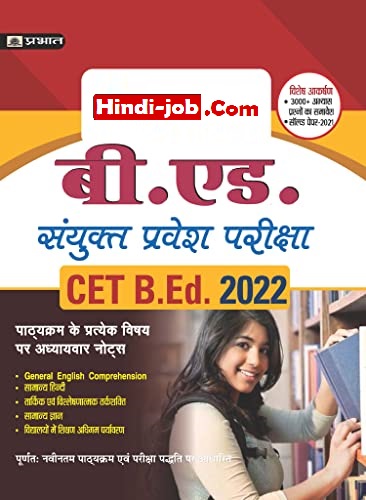 प्रभात
विशेष आकर्षण
• 3000+ अभ्यास
प्रश्नों का समावेश
• सॉल्व्ड पेपर-2021
Hindi-job .Com
बी.एड.
संयुक्त प्रवेश परीक्षा
CET B.Ed. 2022
पाठ्यक्रम के प्रत्येक विषय
पर अध्यायवार नोट्स
• General English Comprehension
• सामान्य हिन्दी
• तार्किक एवं विश्लेषणात्मक तर्कशक्ति
• सामान्य ज्ञान
• विद्यालयों में शिक्षण अधिगम पर्यावरण
पूर्णतः नवीनतम पाठ्यक्रम एवं परीक्षा पद्धति पर